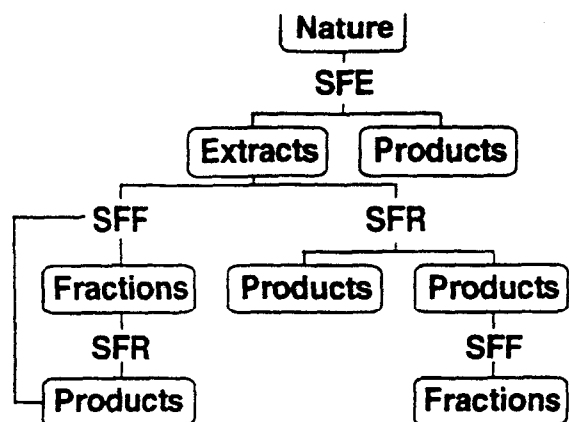 Nature
SFE
Extracts Products
SFF SFR
Fractions Products Products
SFR SFF
Products Fractions